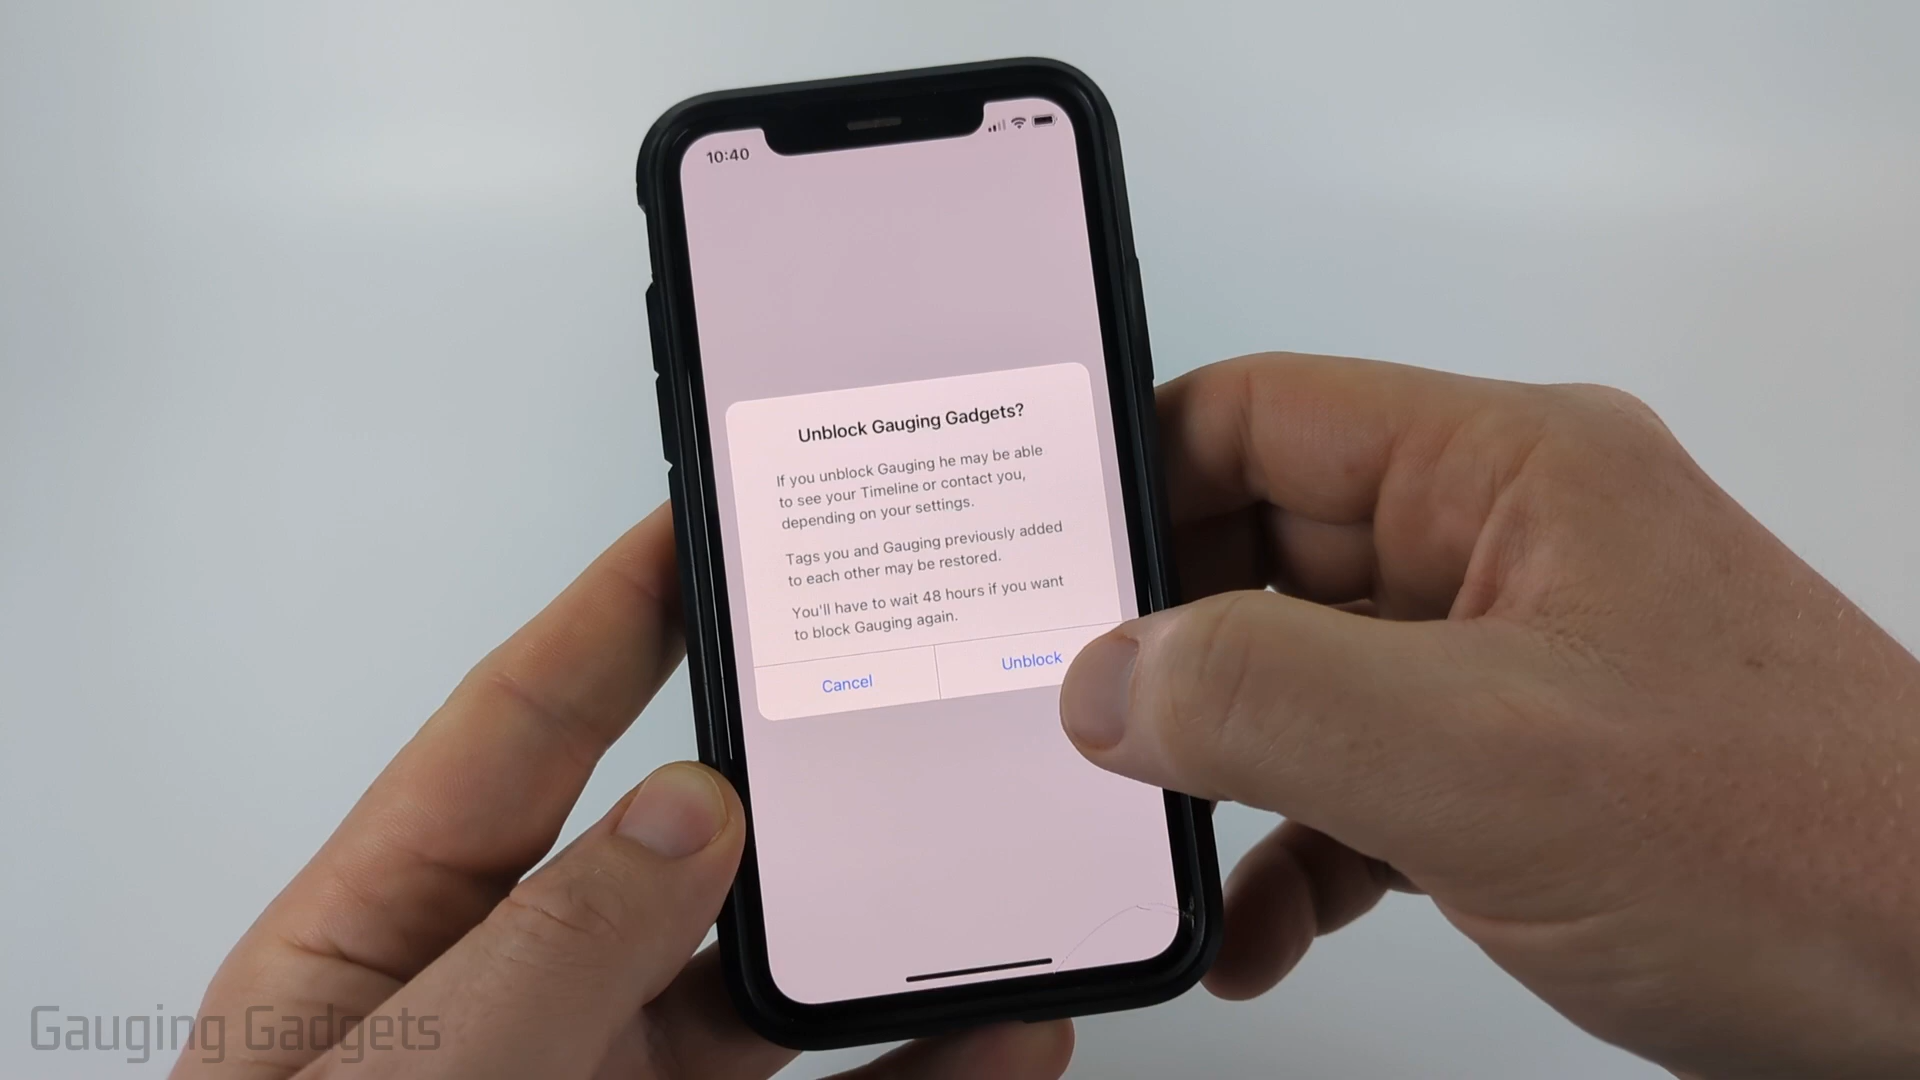 10:40
Unblock Gauging Gadgets?
If you unblock Gauging he may be able
to see your Timeline or contact you,
depending on your settings.
Tags you and Gauging previously added
to each other may be restored.
You'll have to wait 48 hours if you want
to block Gauging again.
Cancel
Unblock
Gauging Gadgets